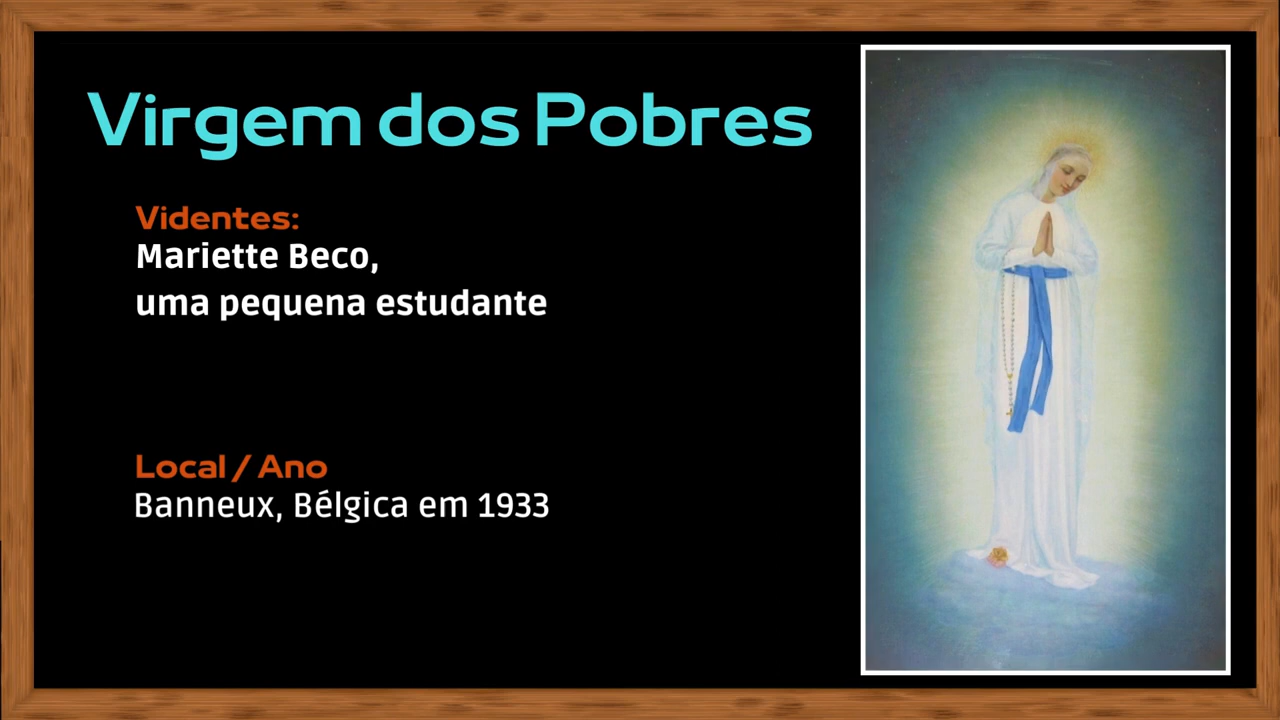 Virgem dos Pobres
Videntes:
Mariette Beco,
uma pequena estudante
Local / Ano
Banneux, Bélgica em 1933